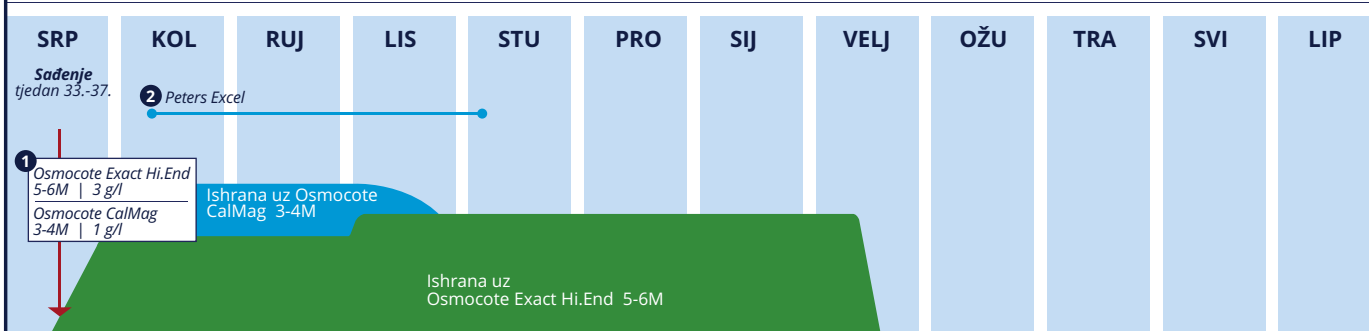 SRP KOL RUJ LIS STU PRO SIJ VELJ OŽU TRA SVI LIP
Sađenje
tjedan 33.-37.
2 Peters Excel
1
Osmocote Exact Hi.End
5-6M | 3 g/l
Osmocote CalMag
3-4M | 1 g/l
Ishrana uz Osmocote
CalMag 3-4M
Ishrana uz
Osmocote Exact Hi.End 5-6M